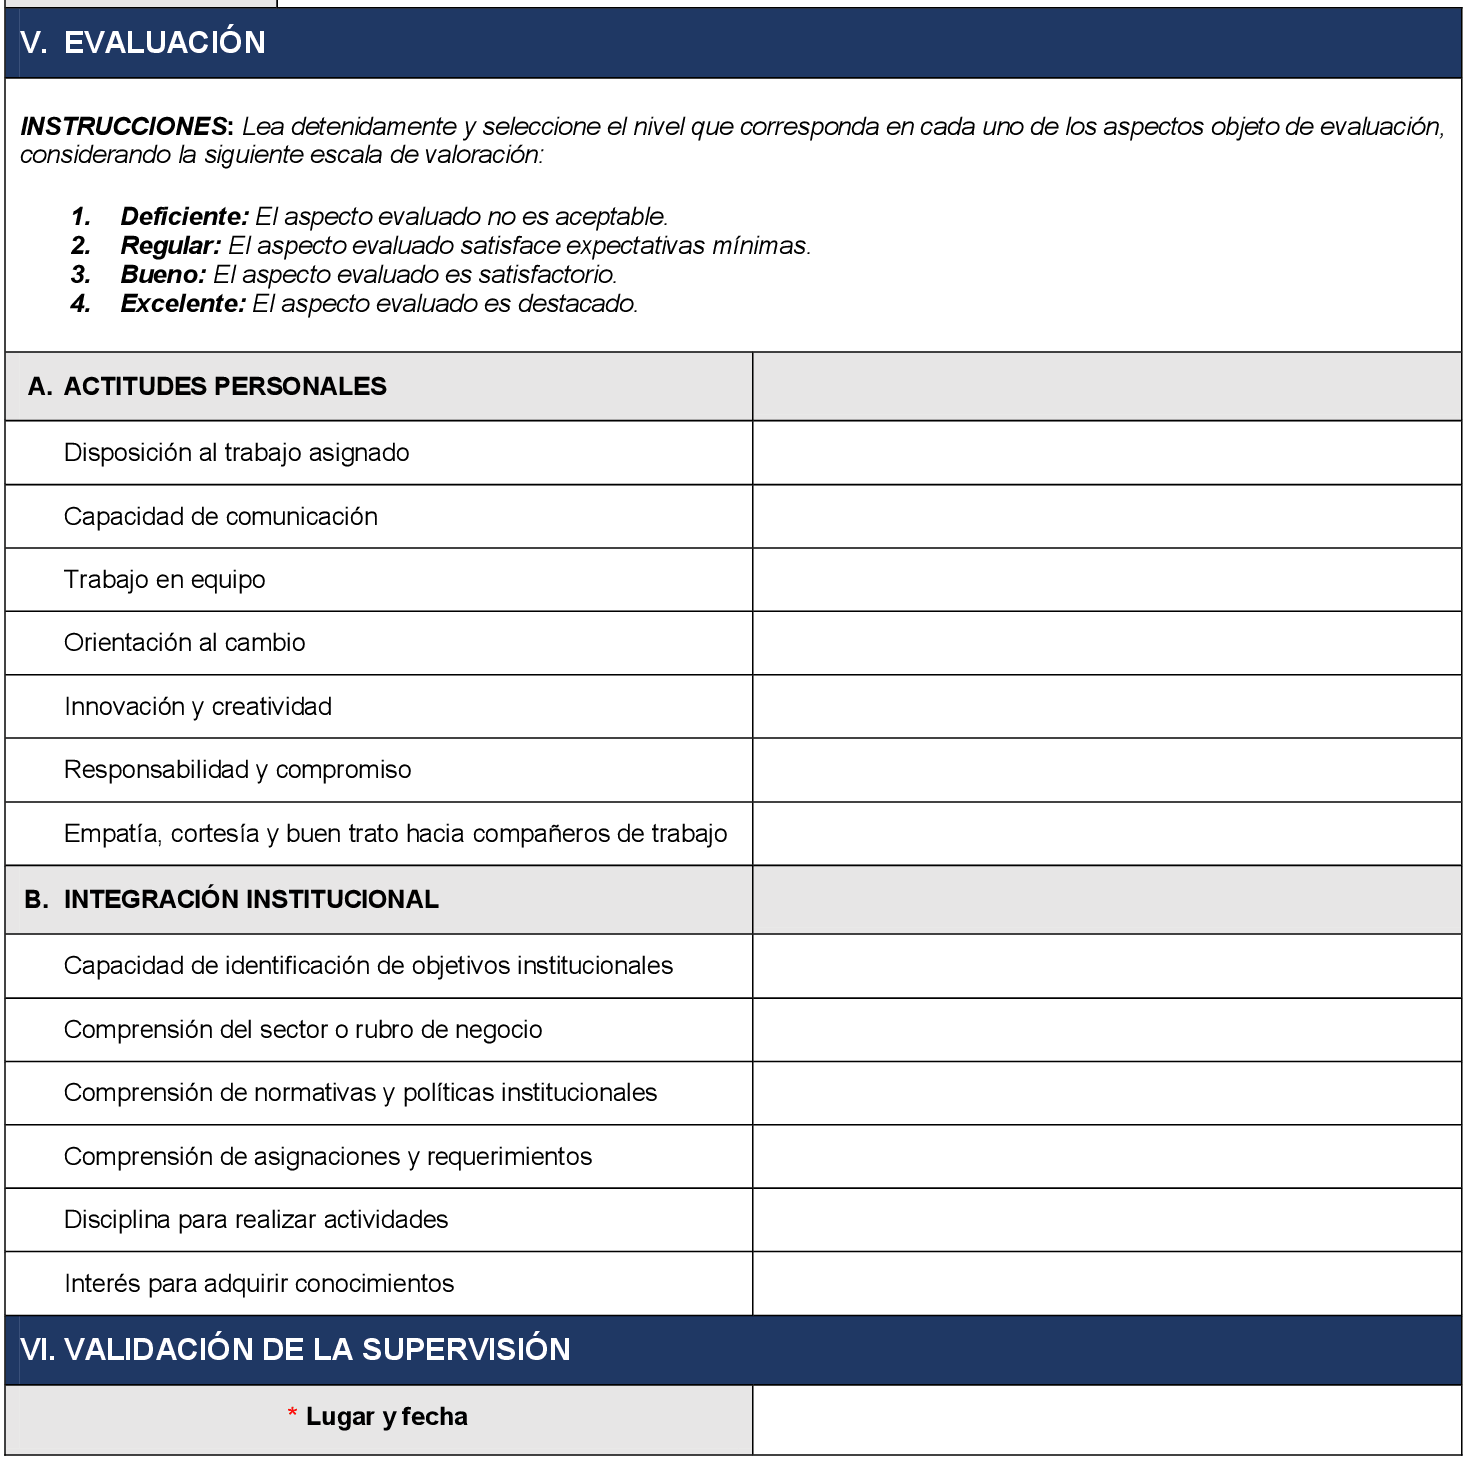 V. EVALUACIÓN
INSTRUCCIONES: Lea detenidamente y seleccione el nivel que corresponda en cada uno de los aspectos objeto de evaluación,
considerando la siguiente escala de valoración:
1. Deficiente: El aspecto evaluado no es aceptable.
2. Regular: El aspecto evaluado satisface expectativas mínimas.
3. Bueno: El aspecto evaluado es satisfactorio.
4. Excelente: El aspecto evaluado es destacado.
A. ACTITUDES PERSONALES
Disposición al trabajo asignado
Capacidad de comunicación
Trabajo en equipo
Orientación al cambio
Innovación y creatividad
Responsabilidad y compromiso
Empatía, cortesía y buen trato hacia compañeros de trabajo
B. INTEGRACIÓN INSTITUCIONAL
Capacidad de identificación de objetivos institucionales
Comprensión del sector o rubro de negocio
Comprensión de normativas y políticas institucionales
Comprensión de asignaciones y requerimientos
Disciplina para realizar actividades
Interés para adquirir conocimientos
VI. VALIDACIÓN DE LA SUPERVISIÓN
* Lugar y fecha